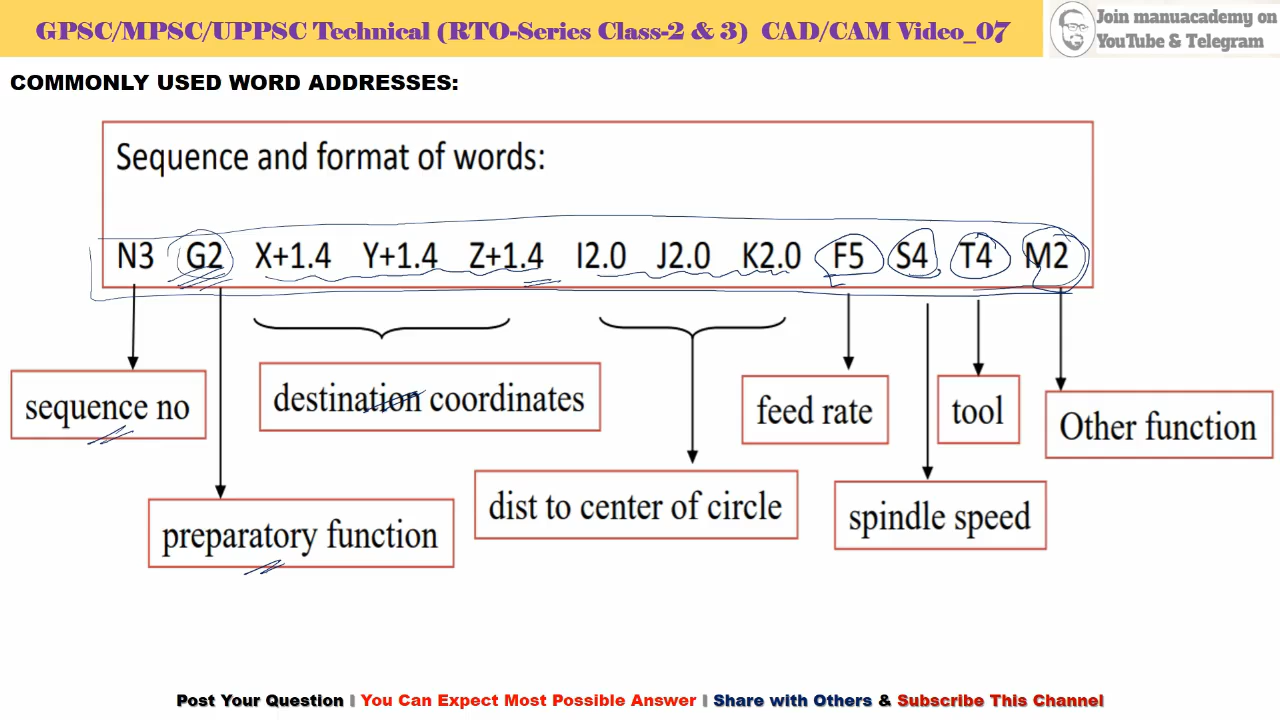 GPSC/MPSC/UPPSC Technical (RTO-Series Class-2 & 3) CAD/CAM Video_07
Join manuacademy on
YouTube & Telegram
COMMONLY USED WORD ADDRESSES:
Sequence and format of words:
N3 G2 X+1.4 Y+1.4 Z+1.4 I2.0 J2.0 K2.0 F5 S4 T4 M2
sequence no
destination coordinates
feed rate
tool
Other function
preparatory function
dist to center of circle
spindle speed
Post Your Question | You Can Expect Most Possible Answer | Share with Others & Subscribe This Channel